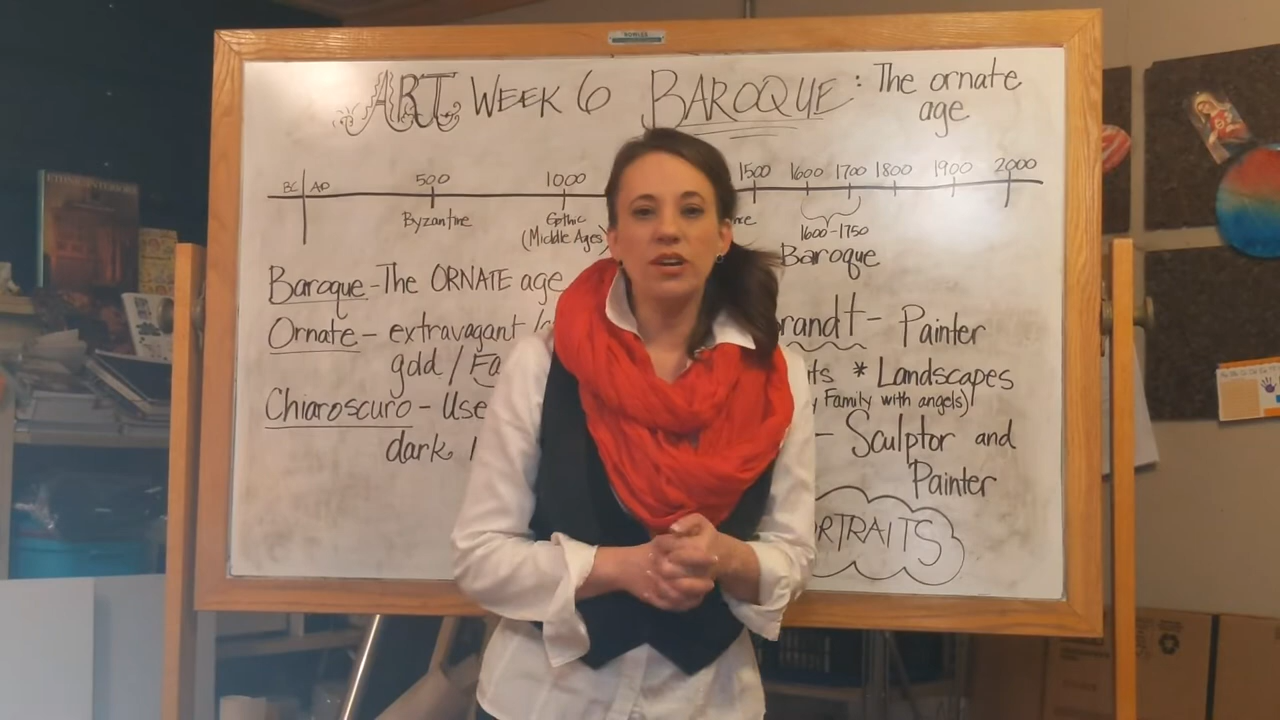 ART WEEK 6 BAROQUE: The ornate
age
BC AD 500 1000 1500 1600 1700 1800 1900 2000
Byzantine Gothic nce 1600-1750
(Middle Ages) Baroque
Baroque - The ORNATE age
Ornate - extravagant / randt - Painter
gold / Fa ts * Landscapes
y Family with angels)
Chiaroscuro - Use - Sculptor and
dark Painter
RTRAITS